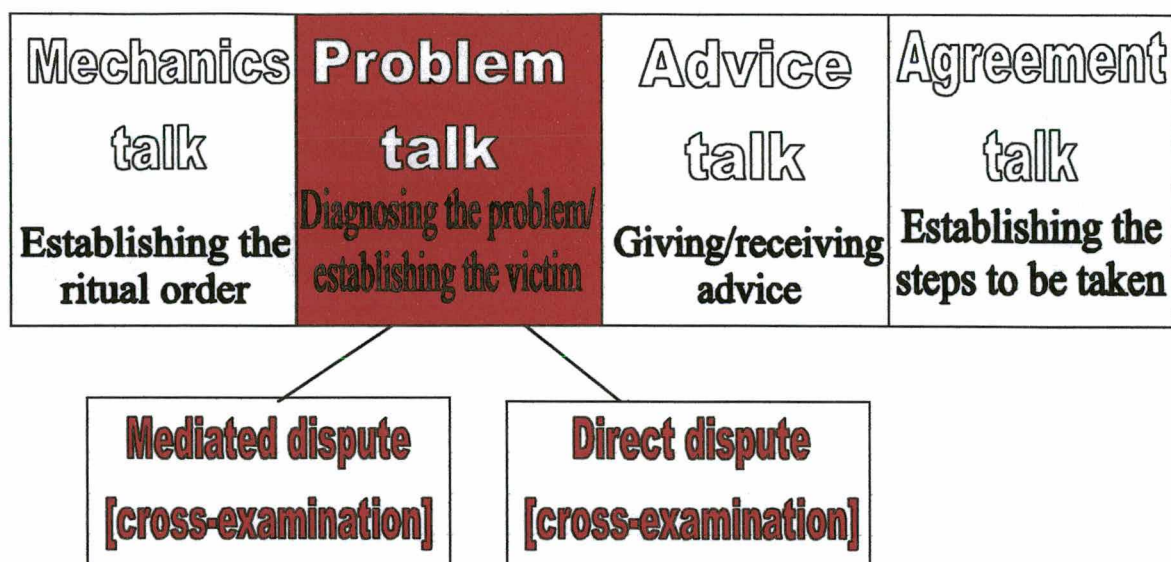 Mechanics
talk
Establishing the
ritual order
Problem
talk
Diagnosing the problem/
establishing the victim
Advice
talk
Giving/receiving
advice
Agreement
talk
Establishing the
steps to be taken
Mediated dispute
[cross-examination]
Direct dispute
[cross-examination]